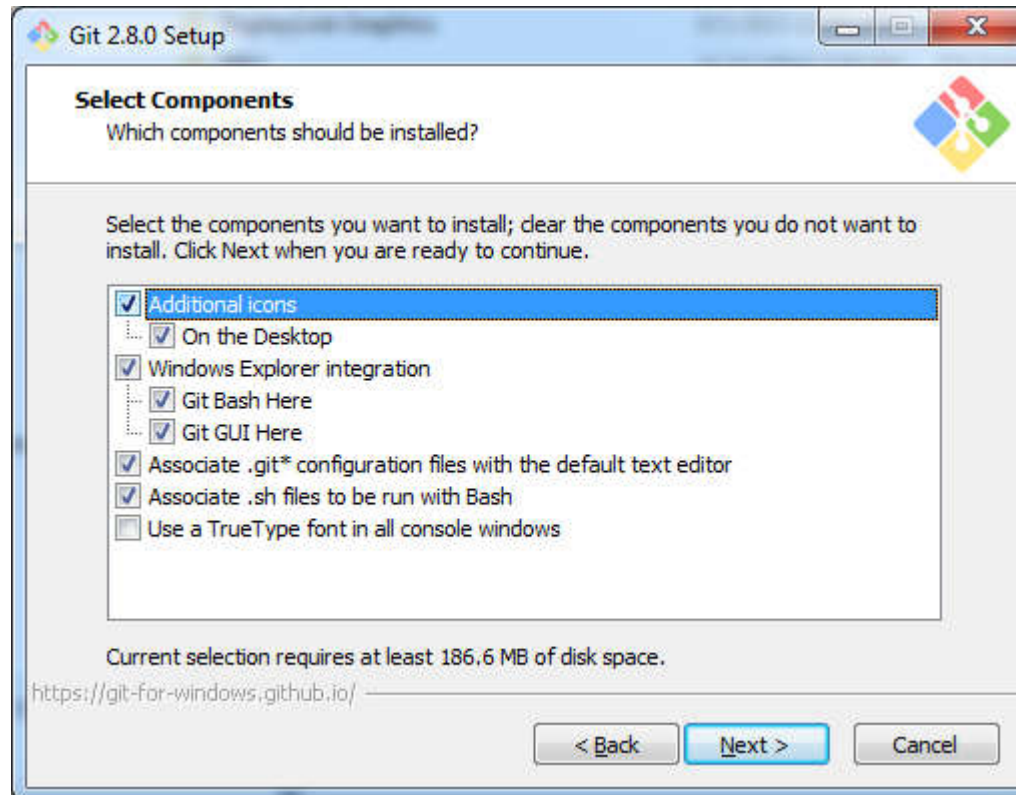 Git 2.8.0 Setup
Select Components
Which components should be installed?
Select the components you want to install; clear the components you do not want to
install. Click Next when you are ready to continue.
Additional icons
On the Desktop
Windows Explorer integration
Git Bash Here
Git GUI Here
Associate .git* configuration files with the default text editor
Associate .sh files to be run with Bash
Use a TrueType font in all console windows
Current selection requires at least 186.6 MB of disk space.
https://git-for-windows.github.io/
< Back
Next >
Cancel